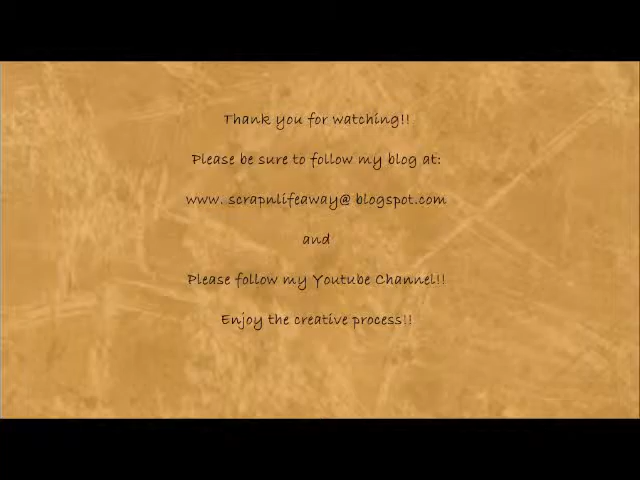 Thank you for watching!!
Please be sure to follow my blog at:
www. scrapnlifeaway@ blogspot.com
and
Please follow my Youtube Channel!!
Enjoy the creative process!!